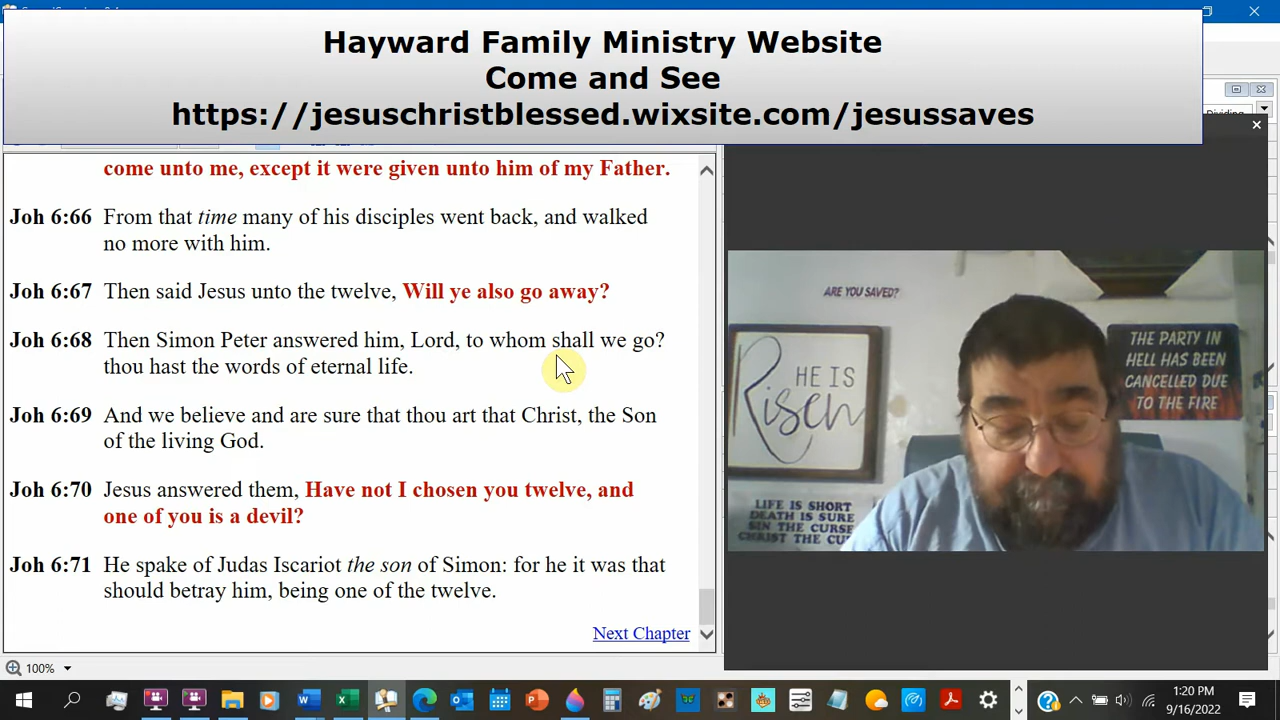 Hayward Family Ministry Website
Come and See
https://jesuschristblessed.wixsite.com/jesussaves
come unto me, except it were given unto him of my Father.
Joh 6:66 From that time many of his disciples went back, and walked
no more with him.
Joh 6:67 Then said Jesus unto the twelve, Will ye also go away?
Joh 6:68 Then Simon Peter answered him, Lord, to whom shall we go?
thou hast the words of eternal life.
Joh 6:69 And we believe and are sure that thou art that Christ, the Son
of the living God.
Joh 6:70 Jesus answered them, Have not I chosen you twelve, and
one of you is a devil?
Joh 6:71 He spake of Judas Iscariot the son of Simon: for he it was that
should betray him, being one of the twelve.
Next Chapter
100%
ARE YOU SAVED?
HE IS
Risen
THE PARTY IN
HELL HAS BEEN
CANCELLED DUE
TO THE FIRE
LIFE IS SHORT
DEATH IS SURE
SIN THE CURSE
CHRIST THE CU
1:20 PM
9/16/2022